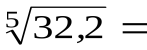 ⁵√32,2 =